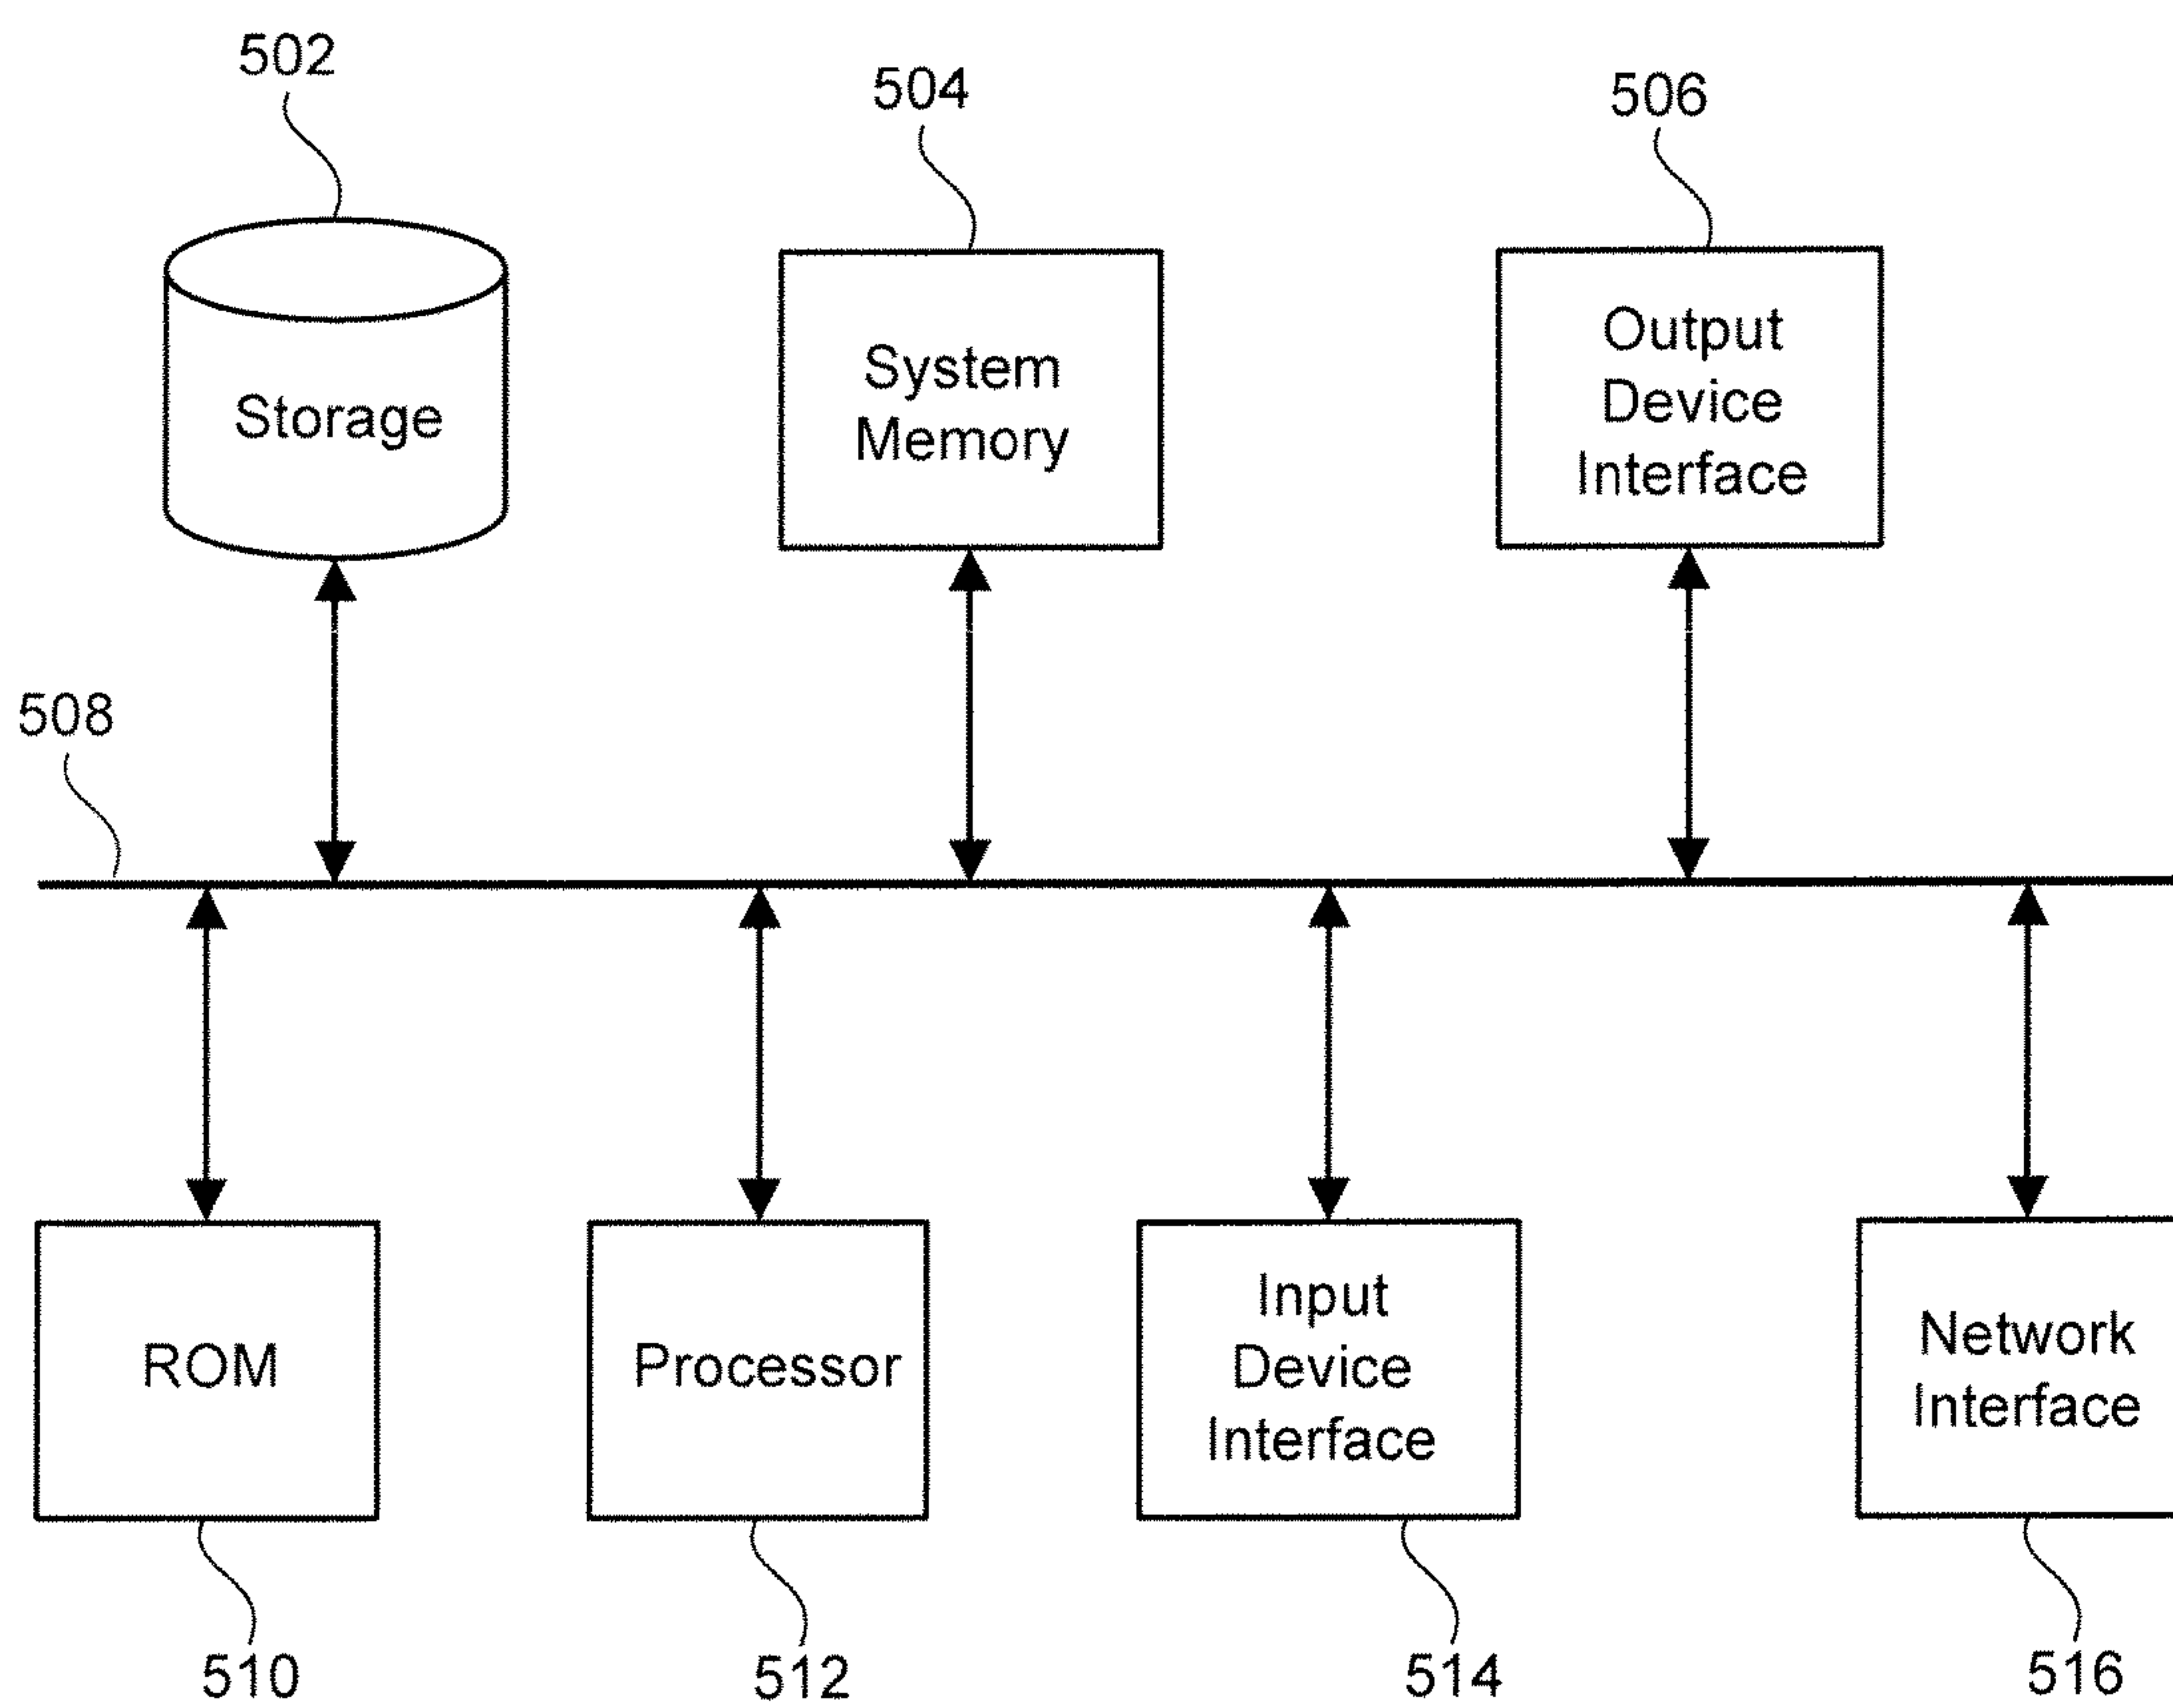 502
504
506
Storage
System
Memory
Output
Device
Interface
508
ROM
Processor
Input
Device
Interface
Network
Interface
510
512
514
516